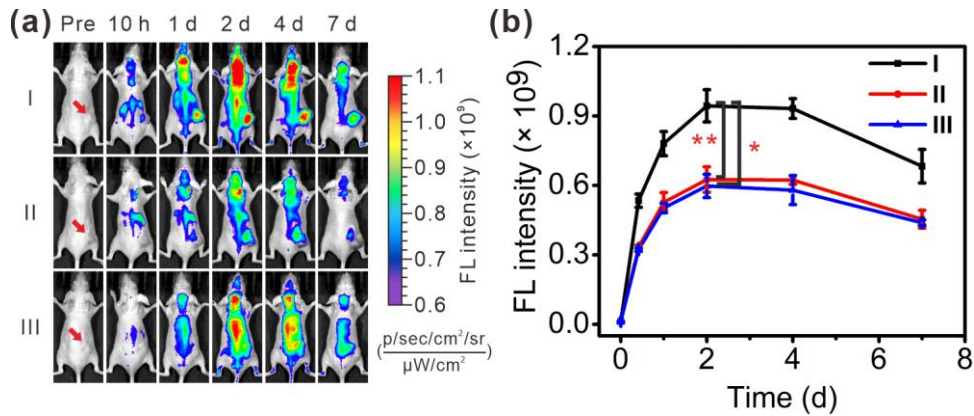 (a) Pre 10 h 1 d 2 d 4 d 7 d
I
II
III
1.1
1.0
0.9
0.8
0.7
0.6
FL intensity (×10⁹)
(p/sec/cm²/sr
μW/cm²)
(b)
FL intensity (× 10⁹)
1.2
0.9
0.6
0.3
0.0
0 2 4 6 8
Time (d)
I
II
III
** *